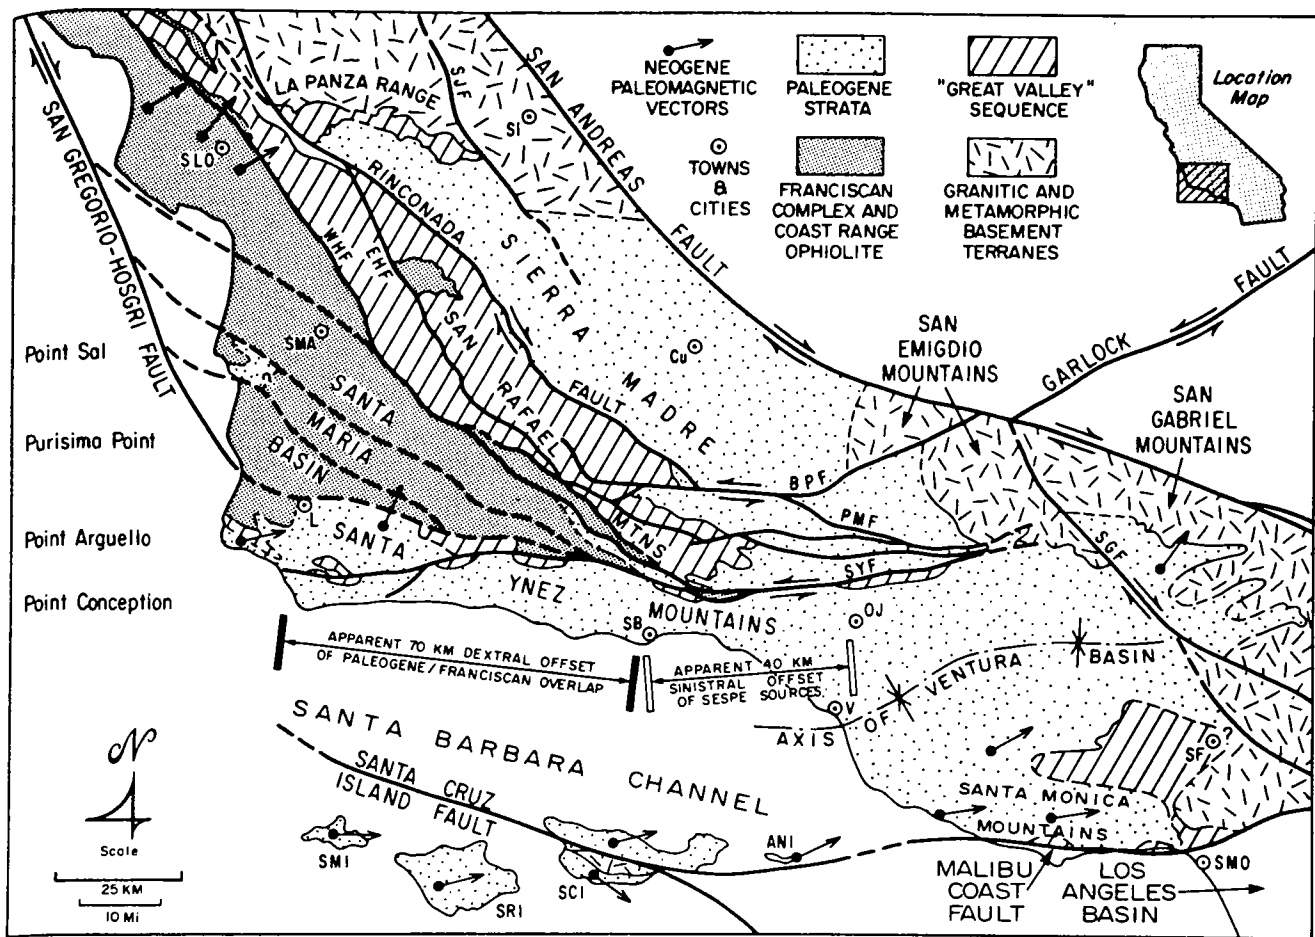 NEOGENE
PALEOMAGNETIC
VECTORS
PALEOGENE
STRATA
"GREAT VALLEY"
SEQUENCE
Location
Map
TOWNS
&
CITIES
FRANCISCAN
COMPLEX AND
COAST RANGE
OPHIOLITE
GRANITIC AND
METAMORPHIC
BASEMENT
TERRANES
SAN ANDREAS FAULT
SJF
LA PANZA RANGE
SI
SLO
SAN GREGORIO-HOSGRI FAULT
RINCONADA FAULT
WHF
EHF
SIERRA MADRE
SAN RAFAEL MTNS
Cu
SMA
Point Sal
Purisima Point
Point Arguello
Point Conception
SANTA
MARIA
BASIN
GARLOCK FAULT
SAN
EMIGDIO
MOUNTAINS
SAN
GABRIEL
MOUNTAINS
BPF
PMF
SYF
SGF
L
SANTA
YNEZ
MOUNTAINS
SB
OJ
APPARENT 70 KM DEXTRAL OFFSET
OF PALEOGENE/FRANCISCAN OVERLAP
APPARENT 40 KM
SINISTRAL OFFSET
OF SESPE SOURCES
AXIS OF VENTURA BASIN
V
SF
?
?
SANTA BARBARA CHANNEL
SANTA CRUZ
ISLAND FAULT
SANTA MONICA
MOUNTAINS
N
Scale
25 KM
10 Mi
SMI
SRI
SCI
ANI
MALIBU
COAST
FAULT
LOS
ANGELES
BASIN
SMO